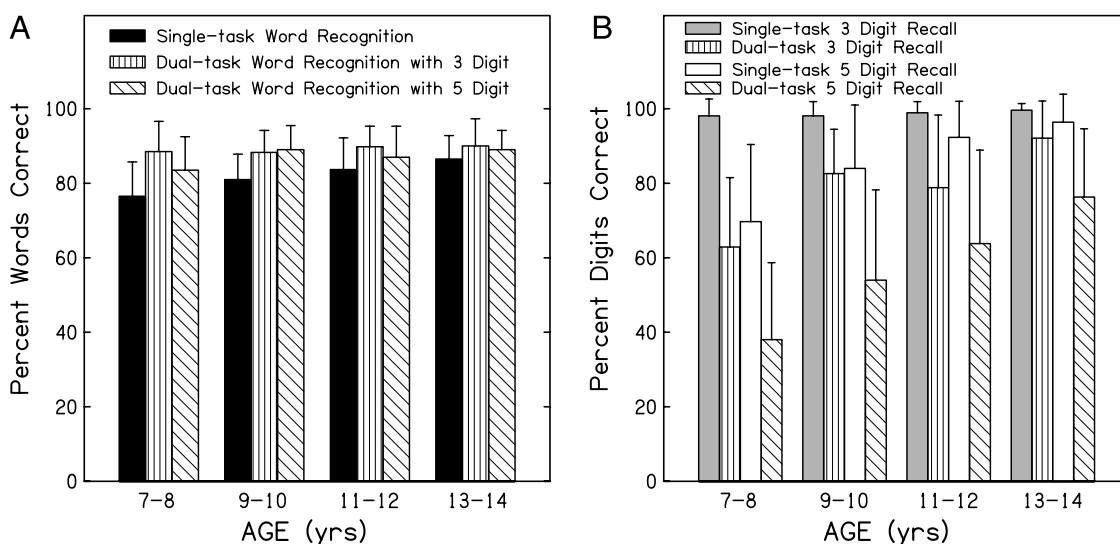 A
Single-task Word Recognition
Dual-task Word Recognition with 3 Digit
Dual-task Word Recognition with 5 Digit
Percent Words Correct
100
80
60
40
20
0
7-8
9-10
11-12
13-14
AGE (yrs)
B
Single-task 3 Digit Recall
Dual-task 3 Digit Recall
Single-task 5 Digit Recall
Dual-task 5 Digit Recall
Percent Digits Correct
100
80
60
40
20
0
7-8
9-10
11-12
13-14
AGE (yrs)